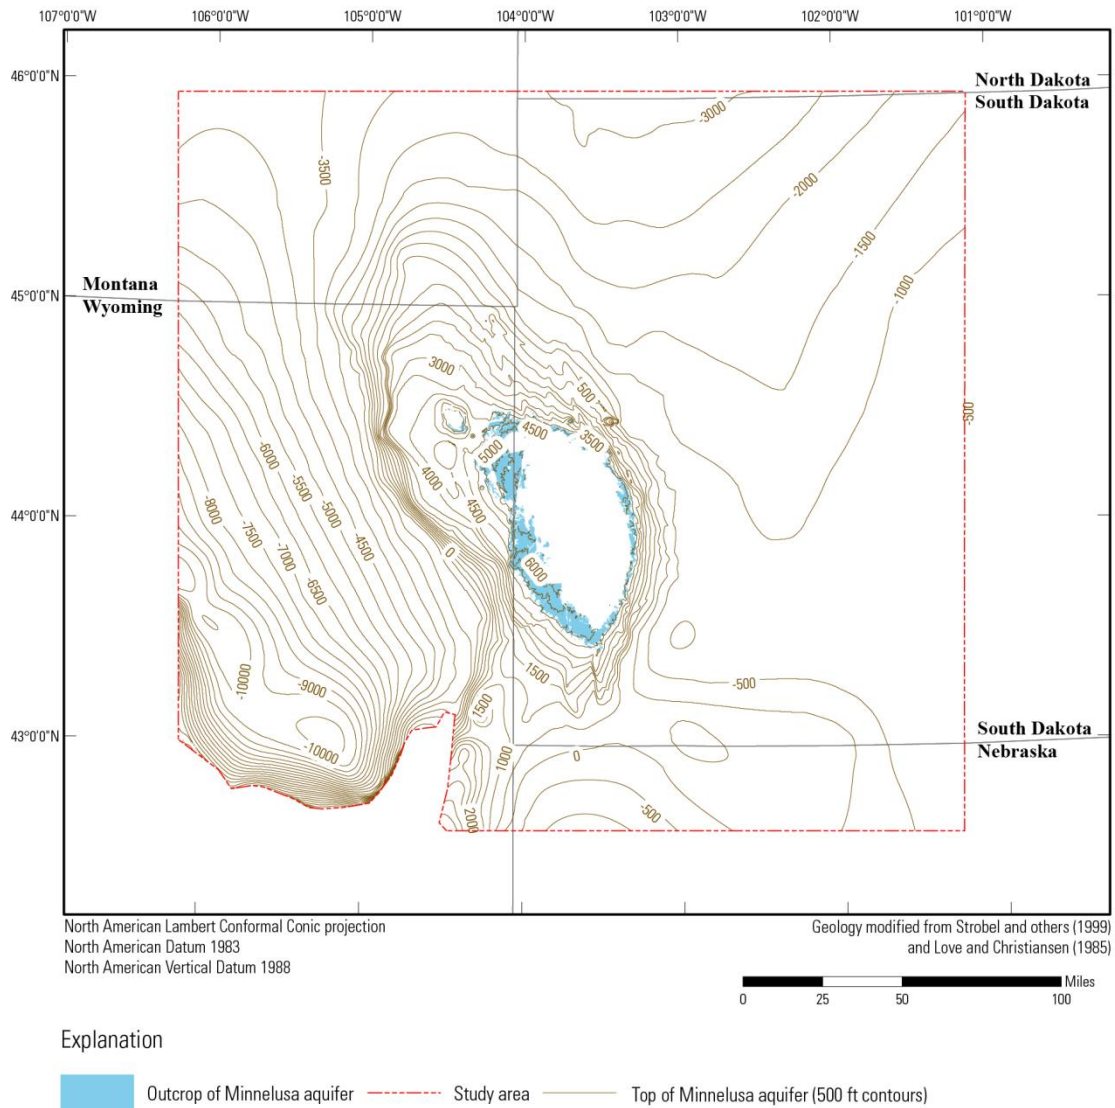 107°0'0"W 106°0'0"W 105°0'0"W 104°0'0"W 103°0'0"W 102°0'0"W 101°0'0"W
46°0'0"N
North Dakota
South Dakota
-3000
-3500
-2000
-1500
-1000
45°0'0"N
Montana
Wyoming
3000
500
-500
4500
3500
5000
4000
4500
-6000
-5500
-5000
-4500
-8000
-7500
-7000
-6500
44°0'0"N
0
6000
-10000
-9000
-10000
1500
1500
-500
43°0'0"N
South Dakota
Nebraska
1000
0
2000
-500
North American Lambert Conformal Conic projection
North American Datum 1983
North American Vertical Datum 1988
Geology modified from Strobel and others (1999)
and Love and Christiansen (1985)
Miles
0 25 50 100
Explanation
Outcrop of Minnelusa aquifer
Study area
Top of Minnelusa aquifer (500 ft contours)